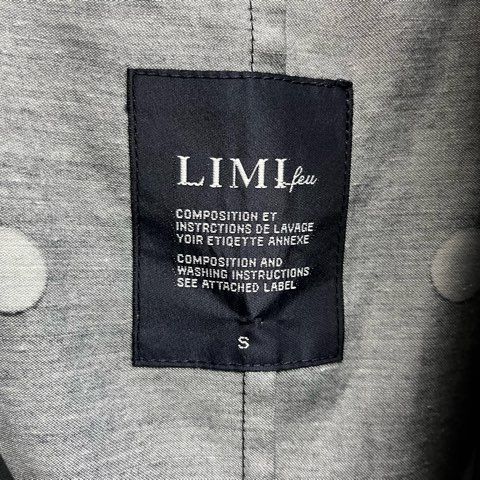 LIMI feu
COMPOSITION ET
INSTRCTIONS DE LAVAGE
YOIR ETIQETTE ANNEXE
COMPOSITION AND
WASHING INSTRUCTIONS
SEE ATTACHED LABEL
S